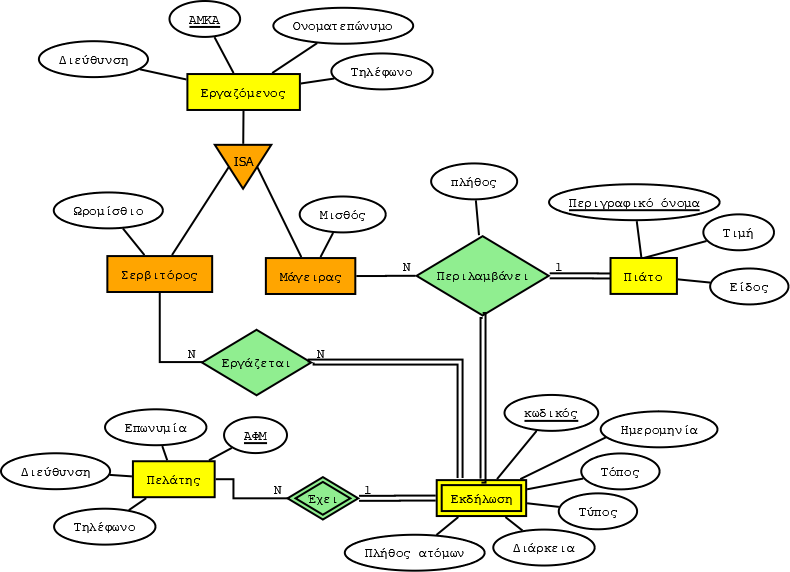 ΑΜΚΑ
Ονοματεπώνυμο
Διεύθυνση
Τηλέφωνο
Εργαζόμενος
ISA
πλήθος
Ωρομίσθιο
Μισθός
Περιγραφικό όνομα
Τιμή
Σερβιτόρος
Μάγειρας
N
Περιλαμβάνει
1
Πιάτο
Είδος
N
Εργάζεται
N
Επωνυμία
ΑΦΜ
κωδικός
Ημερομηνία
Διεύθυνση
Πελάτης
Τόπος
N
Έχει
1
Εκδήλωση
Τύπος
Τηλέφωνο
Πλήθος ατόμων
Διάρκεια